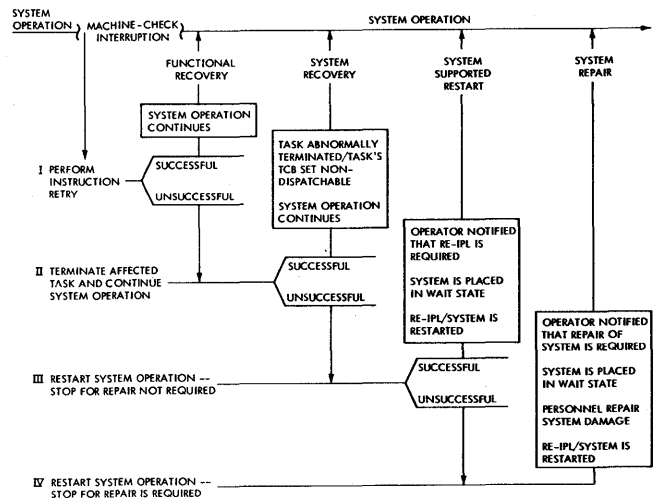 SYSTEM
OPERATION
MACHINE-CHECK
INTERRUPTION
SYSTEM OPERATION
FUNCTIONAL
RECOVERY
SYSTEM
RECOVERY
SYSTEM
SUPPORTED
RESTART
SYSTEM
REPAIR
SYSTEM OPERATION
CONTINUES
I PERFORM
INSTRUCTION
RETRY
SUCCESSFUL
UNSUCCESSFUL
TASK ABNORMALLY
TERMINATED/TASK'S
TCB SET NON-
DISPATCHABLE
SYSTEM OPERATION
CONTINUES
II TERMINATE AFFECTED
TASK AND CONTINUE
SYSTEM OPERATION
SUCCESSFUL
UNSUCCESSFUL
OPERATOR NOTIFIED
THAT RE-IPL IS
REQUIRED
SYSTEM IS PLACED
IN WAIT STATE
RE-IPL/SYSTEM IS
RESTARTED
III RESTART SYSTEM OPERATION --
STOP FOR REPAIR NOT REQUIRED
SUCCESSFUL
UNSUCCESSFUL
OPERATOR NOTIFIED
THAT REPAIR OF
SYSTEM IS REQUIRED
SYSTEM IS PLACED
IN WAIT STATE
PERSONNEL REPAIR
SYSTEM DAMAGE
RE-IPL/SYSTEM IS
RESTARTED
IV RESTART SYSTEM OPERATION --
STOP FOR REPAIR IS REQUIRED